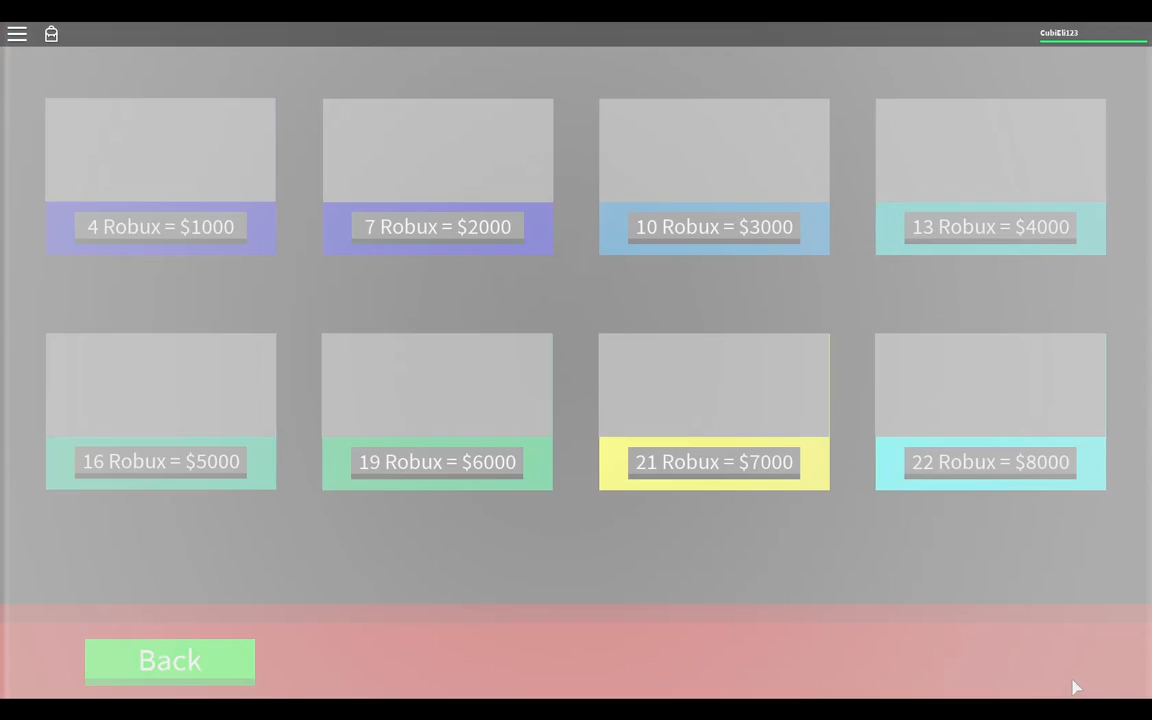 CubiEli123
4 Robux = $1000
7 Robux = $2000
10 Robux = $3000
13 Robux = $4000
16 Robux = $5000
19 Robux = $6000
21 Robux = $7000
22 Robux = $8000
Back